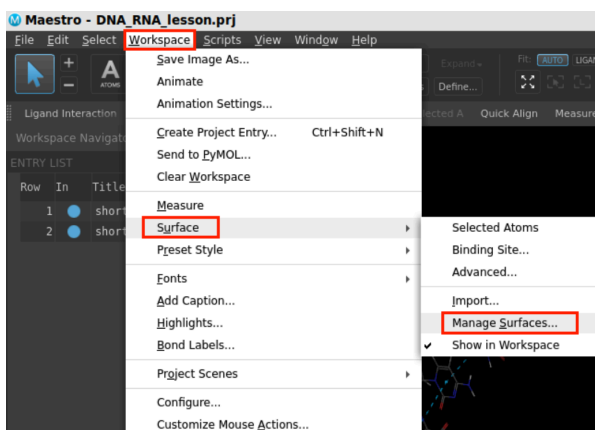 Maestro - DNA_RNA_lesson.prj
File Edit Select Workspace Scripts View Window Help
Save Image As...
Animate
Animation Settings...
Create Project Entry... Ctrl+Shift+N
Send to PyMOL...
Clear Workspace
Measure
Surface
Preset Style
Fonts
Add Caption...
Highlights...
Bond Labels...
Project Scenes
Configure...
Customize Mouse Actions...
A
ATOMS
Expand
Define...
Fit: AUTO LIGAN
Ligand Interaction
ected A Quick Align Measure
Workspace Navigat
ENTRY LIST
Row In Title
1 short
2 short
Selected Atoms
Binding Site...
Advanced...
Import...
Manage Surfaces...
Show in Workspace